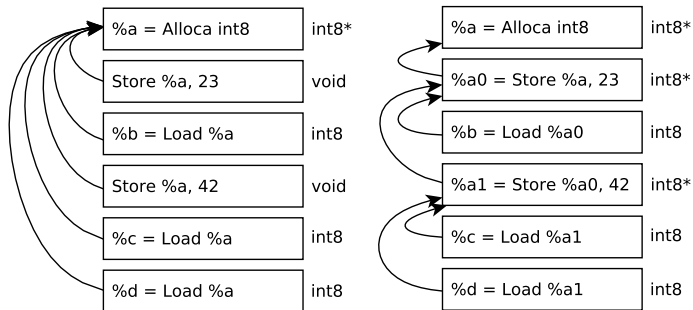 %a = Alloca int8 int8*
Store %a, 23 void
%b = Load %a int8
Store %a, 42 void
%c = Load %a int8
%d = Load %a int8
%a = Alloca int8 int8*
%a0 = Store %a, 23 int8*
%b = Load %a0 int8
%a1 = Store %a0, 42 int8*
%c = Load %a1 int8
%d = Load %a1 int8